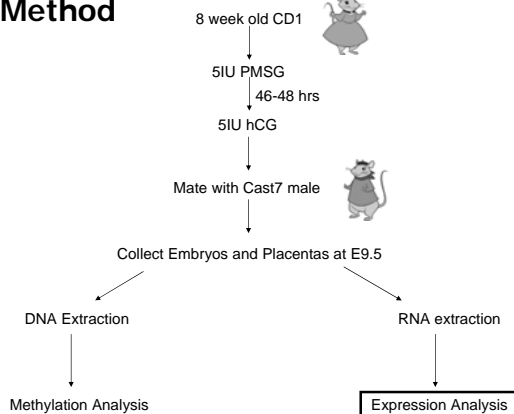 Method
8 week old CD1
5IU PMSG
46-48 hrs
5IU hCG
Mate with Cast7 male
Collect Embryos and Placentas at E9.5
DNA Extraction
RNA extraction
Methylation Analysis
Expression Analysis